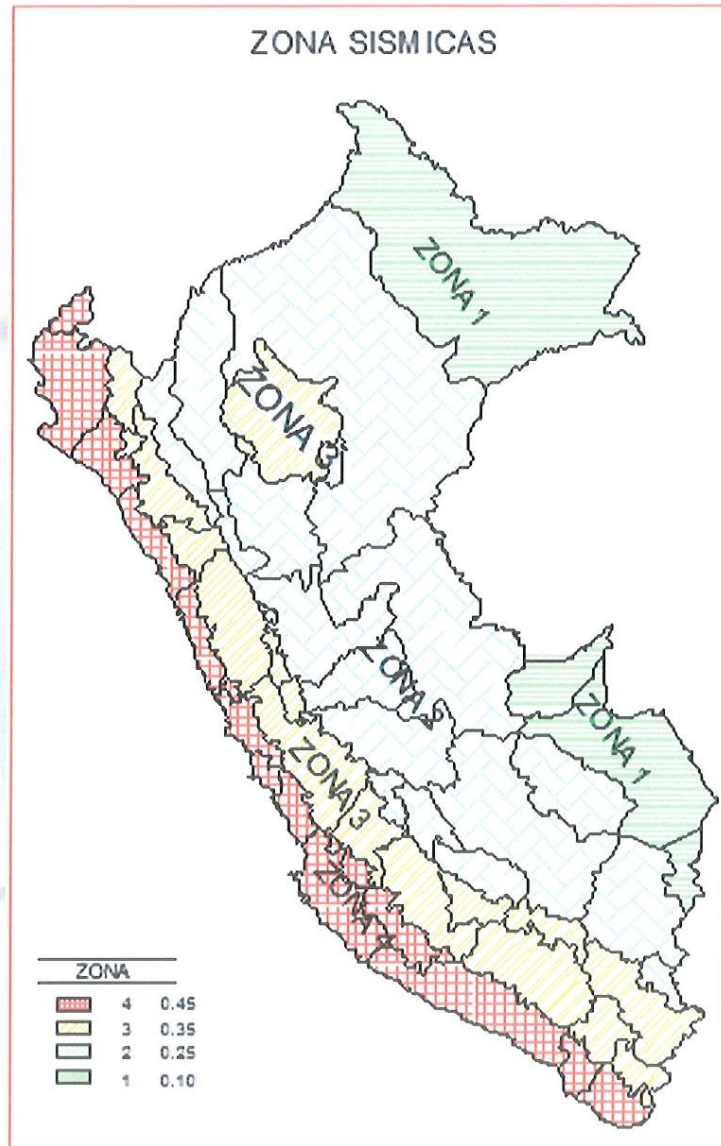 ZONA SISMICAS
ZONA 1
ZONA 3
ZONA 2
ZONA 1
ZONA 3
ZONA 4
ZONA
4 0.45
3 0.35
2 0.25
1 0.10